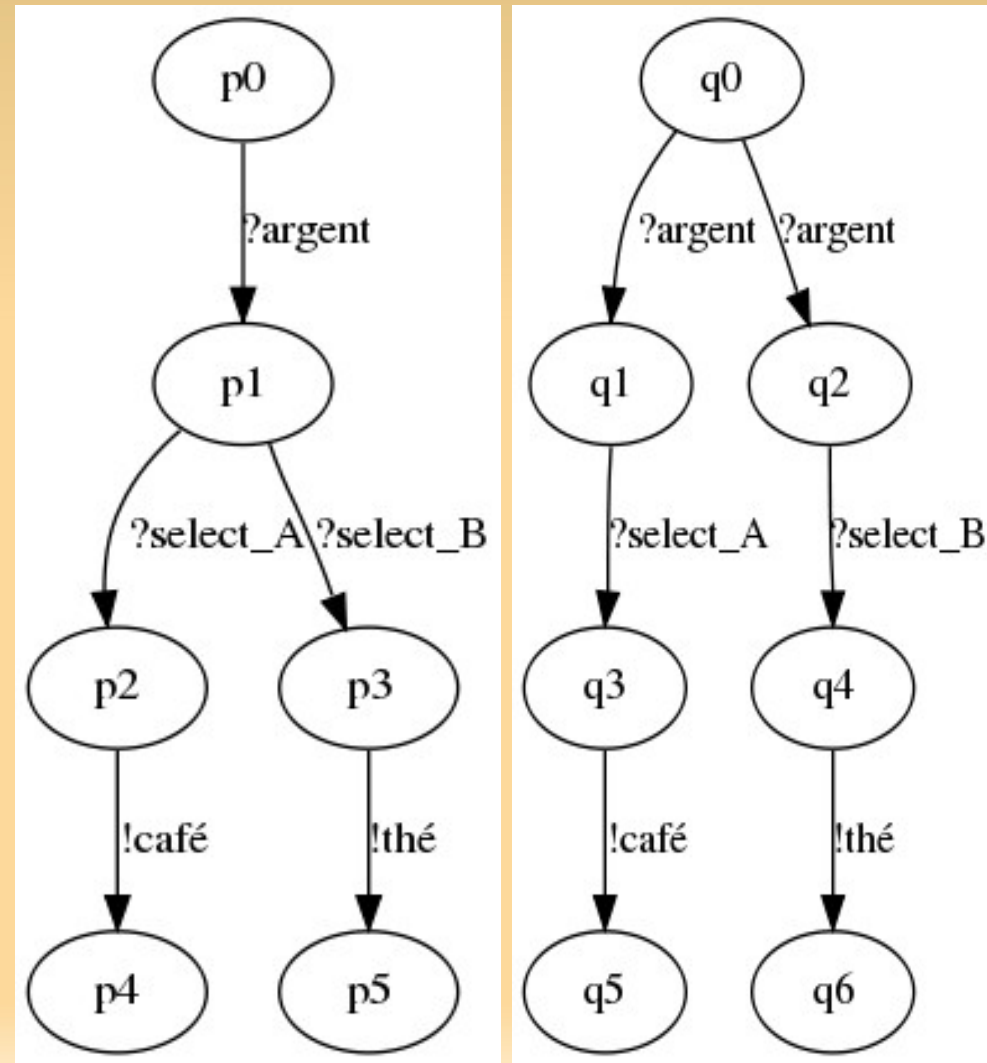 p0
?argent
p1
?select_A
?select_B
p2
p3
!café
!thé
p4
p5
q0
?argent
?argent
q1
q2
?select_A
?select_B
q3
q4
!café
!thé
q5
q6